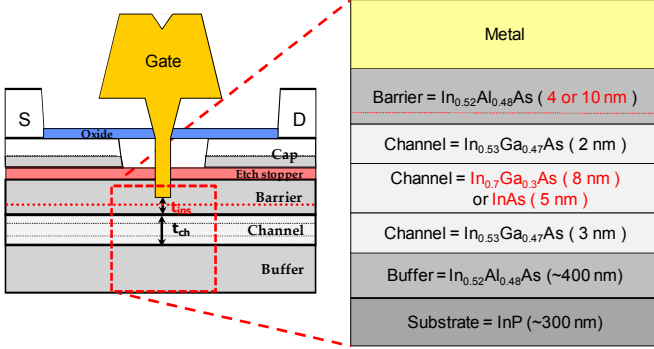 Gate
S
D
Oxide
Cap
Etch stopper
Barrier
t_ins
t_ch
Channel
Buffer
Metal
Barrier = In0.52Al0.48As ( 4 or 10 nm )
Channel = In0.53Ga0.47As ( 2 nm )
Channel = In0.7Ga0.3As ( 8 nm )
or InAs ( 5 nm )
Channel = In0.53Ga0.47As ( 3 nm )
Buffer = In0.52Al0.48As (~400 nm)
Substrate = InP (~300 nm)